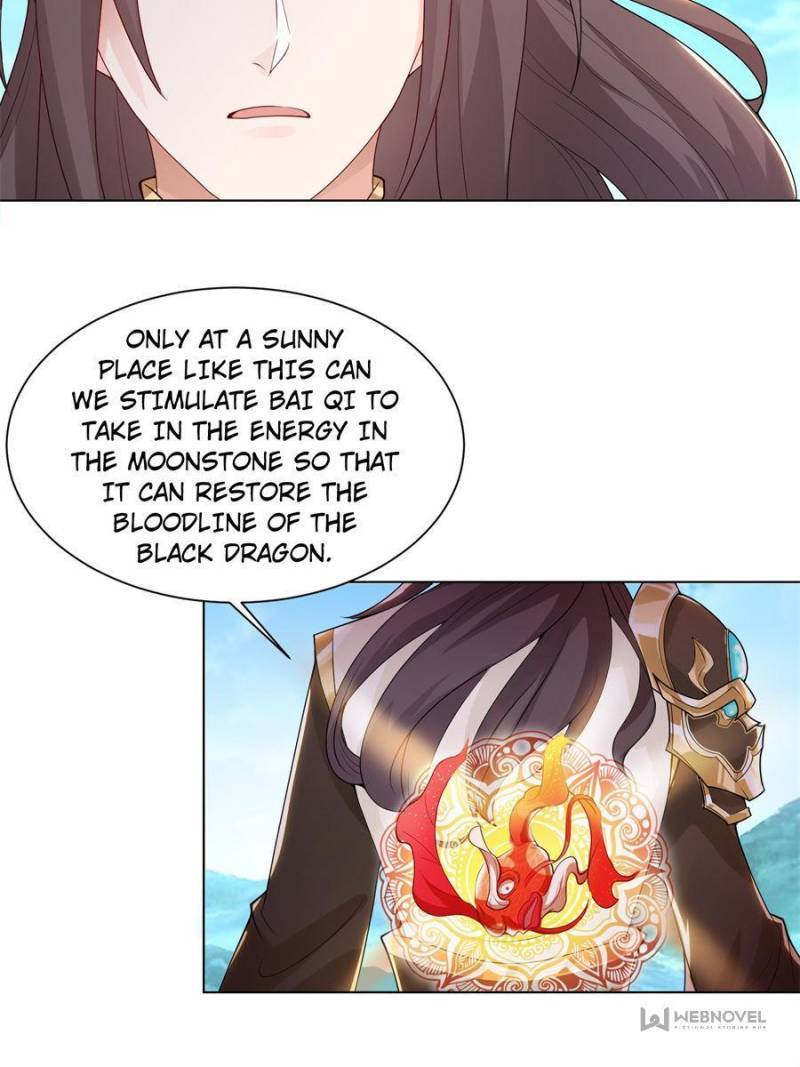 ONLY AT A SUNNY
PLACE LIKE THIS CAN
WE STIMULATE BAI QI TO
TAKE IN THE ENERGY IN
THE MOONSTONE SO THAT
IT CAN RESTORE THE
BLOODLINE OF THE
BLACK DRAGON.
WEBNOVEL